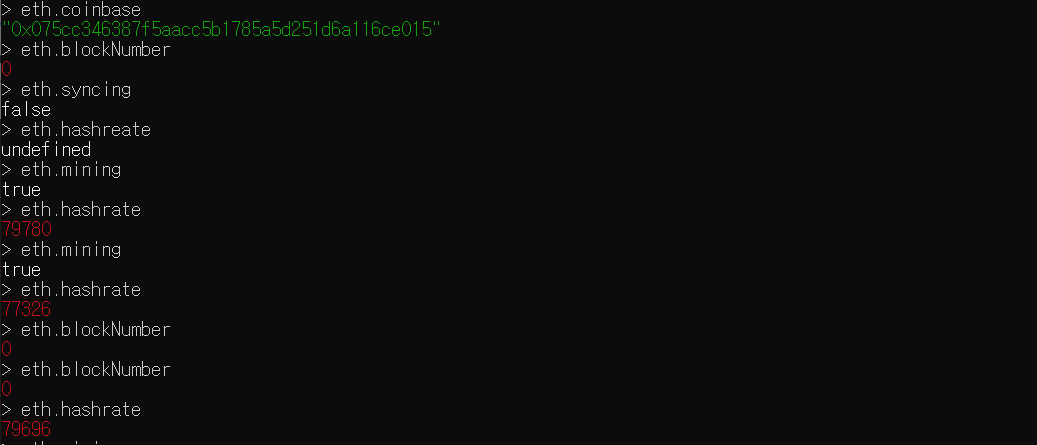 > eth.coinbase
"0x075cc346387f5aacc5b1785a5d251d6a116ce015"
> eth.blockNumber
0
> eth.syncing
false
> eth.hashreate
undefined
> eth.mining
true
> eth.hashrate
79780
> eth.mining
true
> eth.hashrate
77326
> eth.blockNumber
0
> eth.blockNumber
0
> eth.hashrate
79696